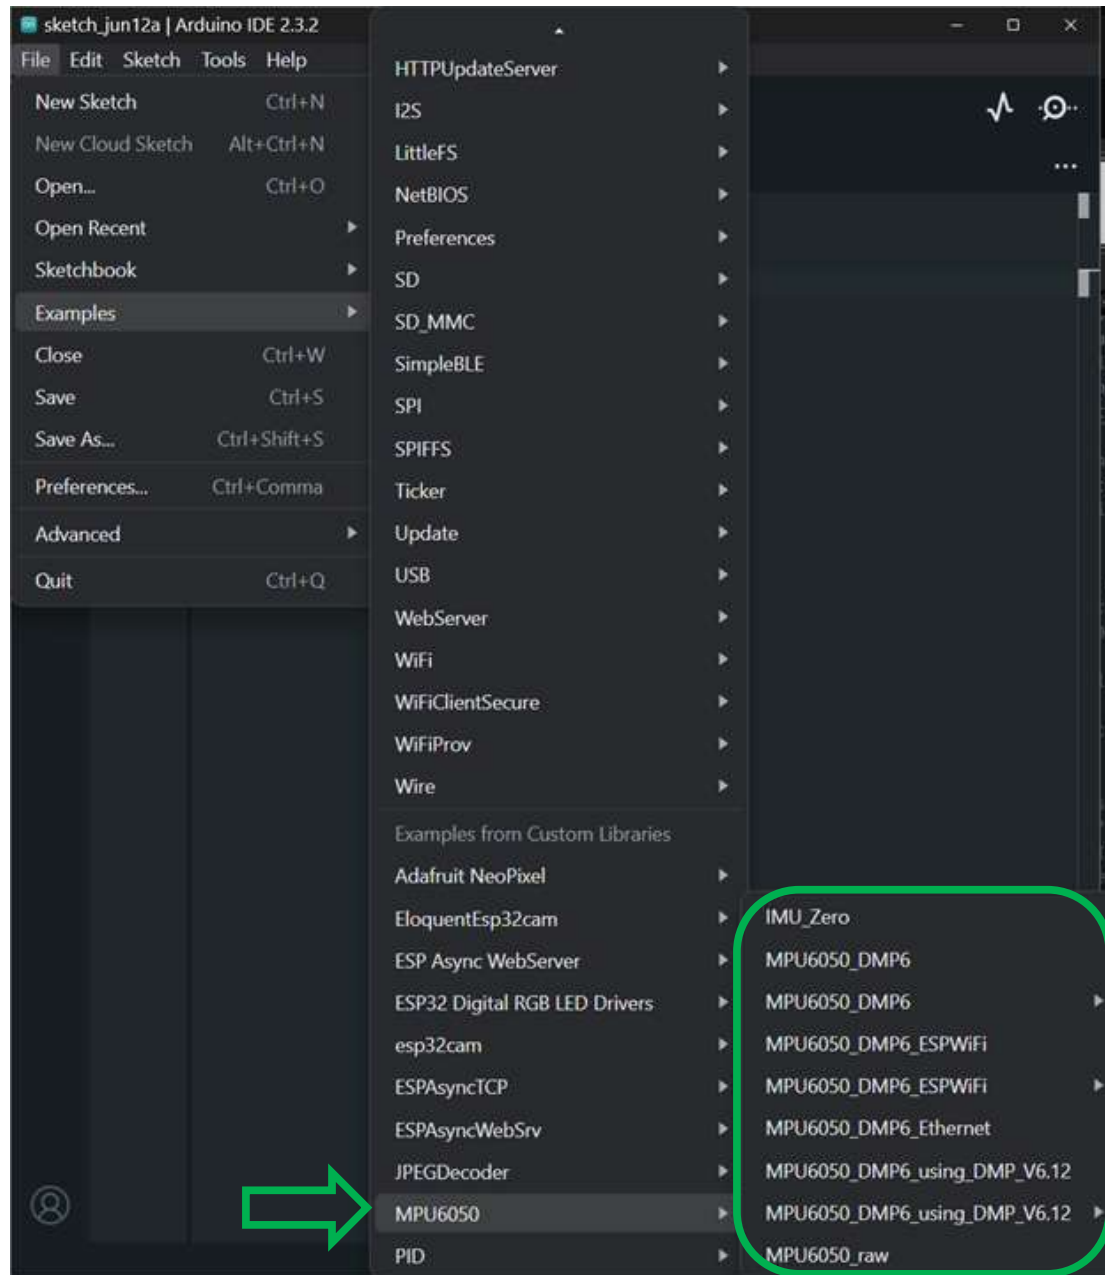 sketch_jun12a | Arduino IDE 2.3.2
File Edit Sketch Tools Help
New Sketch Ctrl+N
New Cloud Sketch Alt+Ctrl+N
Open... Ctrl+O
Open Recent
Sketchbook
Examples
Close Ctrl+W
Save Ctrl+S
Save As... Ctrl+Shift+S
Preferences... Ctrl+Comma
Advanced
Quit Ctrl+Q
HTTPUpdateServer
I2S
LittleFS
NetBIOS
Preferences
SD
SD_MMC
SimpleBLE
SPI
SPIFFS
Ticker
Update
USB
WebServer
WiFi
WiFiClientSecure
WiFiProv
Wire
Examples from Custom Libraries
Adafruit NeoPixel
EloquentEsp32cam
ESP Async WebServer
ESP32 Digital RGB LED Drivers
esp32cam
ESPAsyncTCP
ESPAsyncWebSrv
JPEGDecoder
MPU6050
PID
IMU_Zero
MPU6050_DMP6
MPU6050_DMP6
MPU6050_DMP6_ESPWiFi
MPU6050_DMP6_ESPWiFi
MPU6050_DMP6_Ethernet
MPU6050_DMP6_using_DMP_V6.12
MPU6050_DMP6_using_DMP_V6.12
MPU6050_raw